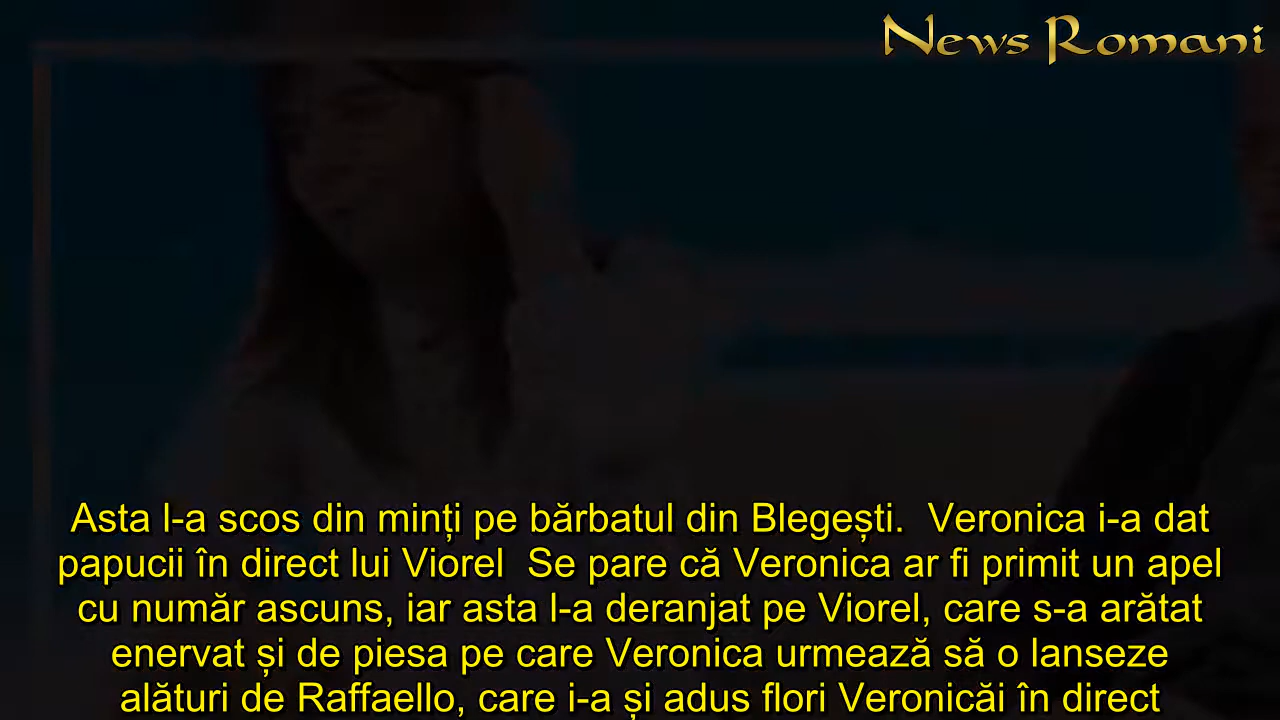 News Romani
Asta l-a scos din minți pe bărbatul din Blegești.  Veronica i-a dat
papucii în direct lui Viorel  Se pare că Veronica ar fi primit un apel
cu număr ascuns, iar asta l-a deranjat pe Viorel, care s-a arătat
enervat și de piesa pe care Veronica urmează să o lanseze
alături de Raffaello, care i-a și adus flori Veronicăi în direct